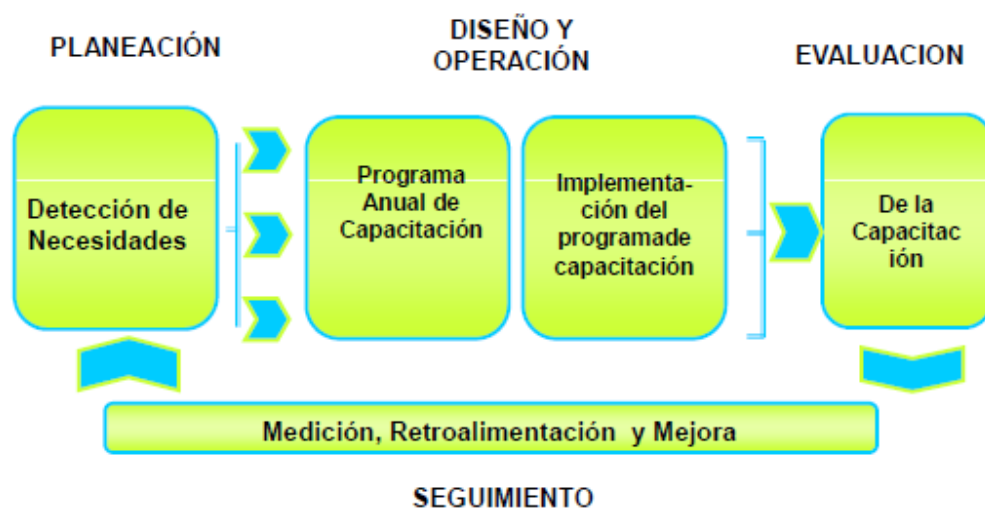 PLANEACIÓN
DISEÑO Y
OPERACIÓN
EVALUACION
Detección de
Necesidades
Programa
Anual de
Capacitación
Implementa-
ción del
programade
capacitación
De la
Capacitac
ión
Medición, Retroalimentación y Mejora
SEGUIMIENTO